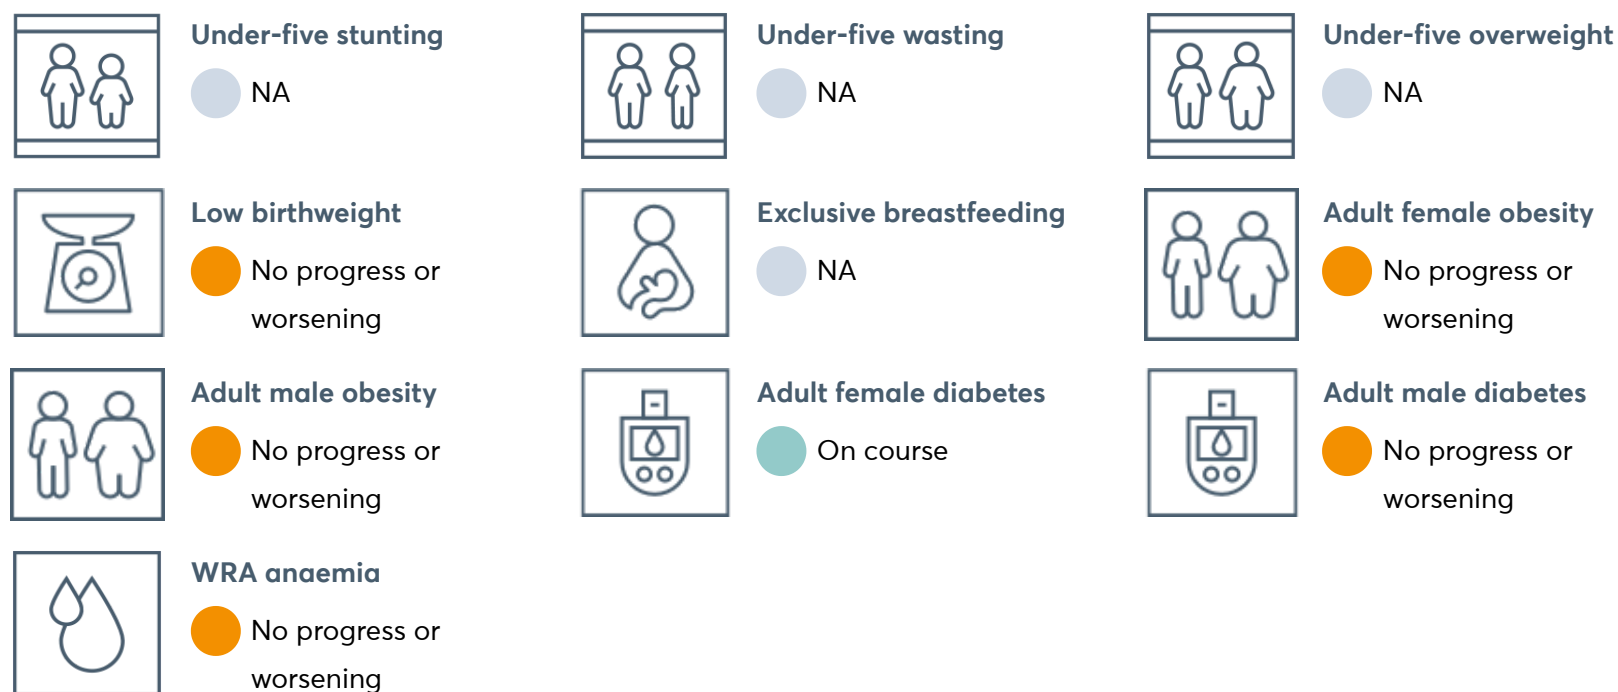 Under-five stunting
NA
Under-five wasting
NA
Under-five overweight
NA
Low birthweight
No progress or
worsening
Exclusive breastfeeding
NA
Adult female obesity
No progress or
worsening
Adult male obesity
No progress or
worsening
Adult female diabetes
On course
Adult male diabetes
No progress or
worsening
WRA anaemia
No progress or
worsening